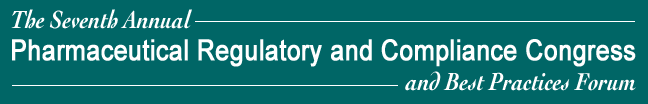 The Seventh Annual
Pharmaceutical Regulatory and Compliance Congress
and Best Practices Forum